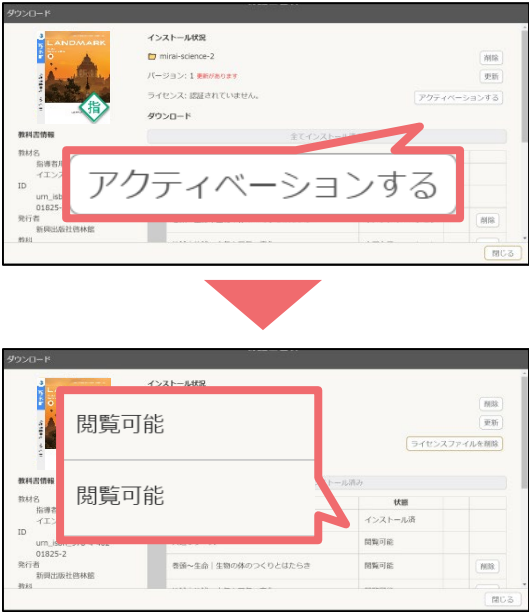 ダウンロード
LANDMARK
指
インストール状況
mirai-science-2
バージョン: 1 更新があります
ライセンス: 認証されていません。
ダウンロード
削除
更新
アクティベーションする
教科書情報
教材名
指導者用
イエンス
ID
urn_isb
01825-
発行者
新興出版社啓林館
教科
全てインストール
アクティベーションする
削除
閉じる
ダウンロード
インストール状況
閲覧可能
閲覧可能
削除
更新
ライセンスファイルを削除
教科書情報
教材名
指導者
イエン
ID
01825-2
発行者
新興出版社啓林館
教科
トール済み
状態
インストール済
閲覧可能
巻頭～生命 | 生物の体のつくりとはたらき
閲覧可能
削除
閉じる